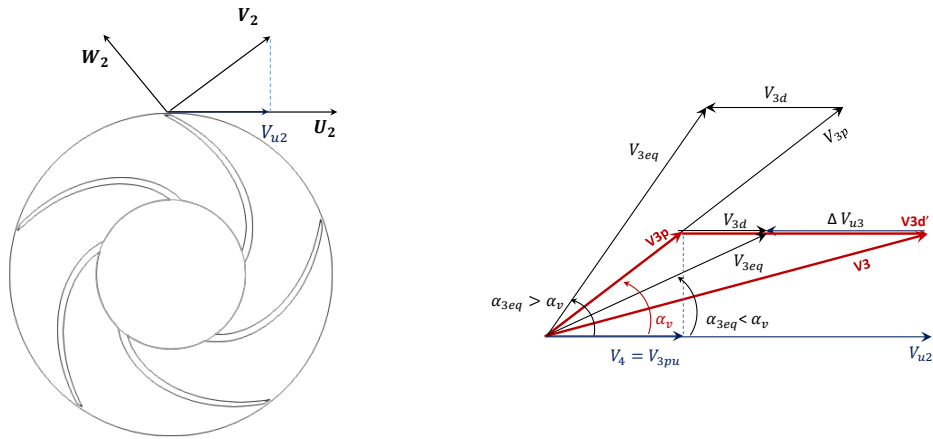 V₂
W₂
Vᵤ₂
U₂
V₃d
V₃ₚ
V₃eq
V3p
V₃d
Δ Vᵤ₃
V3d'
V₃eq
V3
α₃eq > αᵥ
αᵥ
α₃eq < αᵥ
V₄ = V₃ₚᵤ
Vᵤ₂